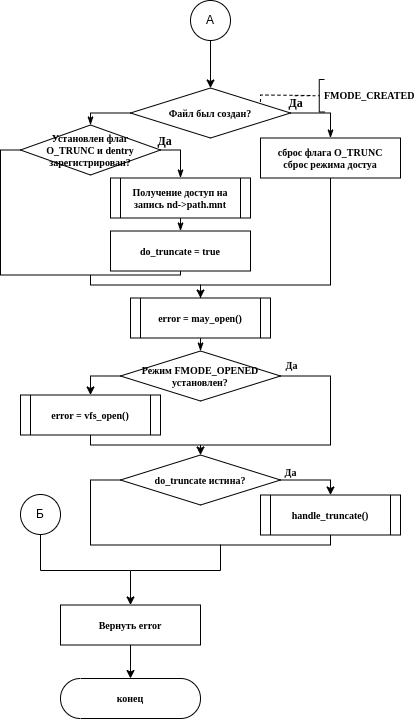 А
FMODE_CREATED
Да
Файл был создан?
Установлен флаг
O_TRUNC и dentry
зарегистрирован?
Да
сброс флага O_TRUNC
сброс режима достуа
Получение доступ на
запись nd->path.mnt
do_truncate = true
error = may_open()
Режим FMODE_OPENED
установлен?
Да
error = vfs_open()
do_truncate истина?
Да
Б
handle_truncate()
Вернуть error
конец